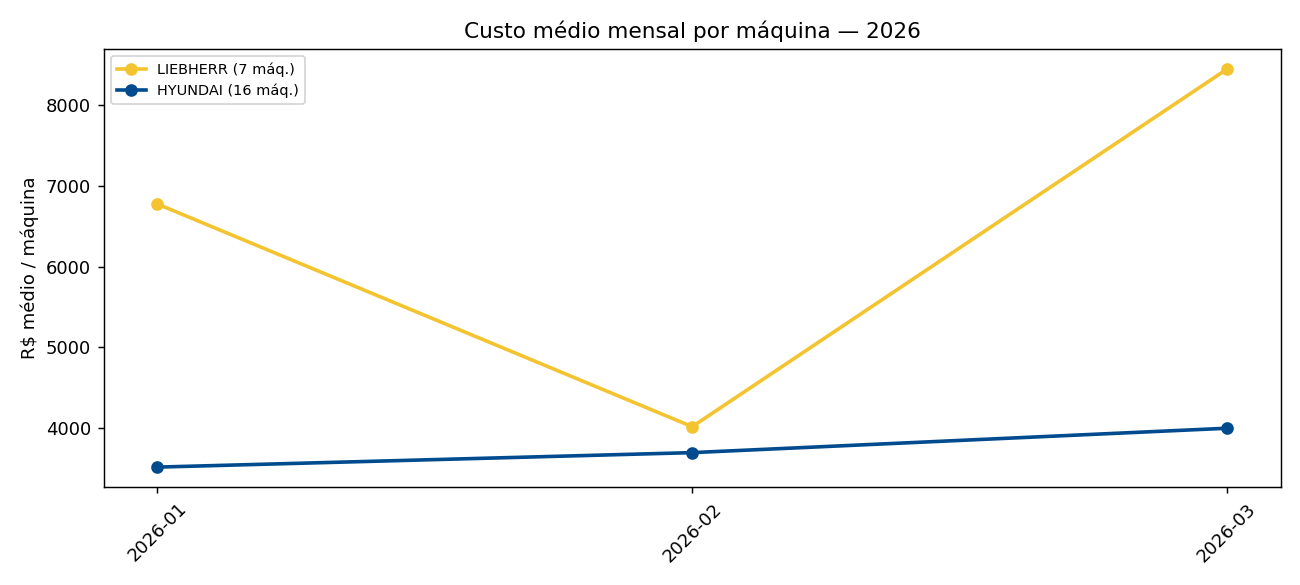 Custo médio mensal por máquina — 2026
LIEBHERR (7 máq.)
HYUNDAI (16 máq.)
R$ médio / máquina
8000
7000
6000
5000
4000
2026-01
2026-02
2026-03